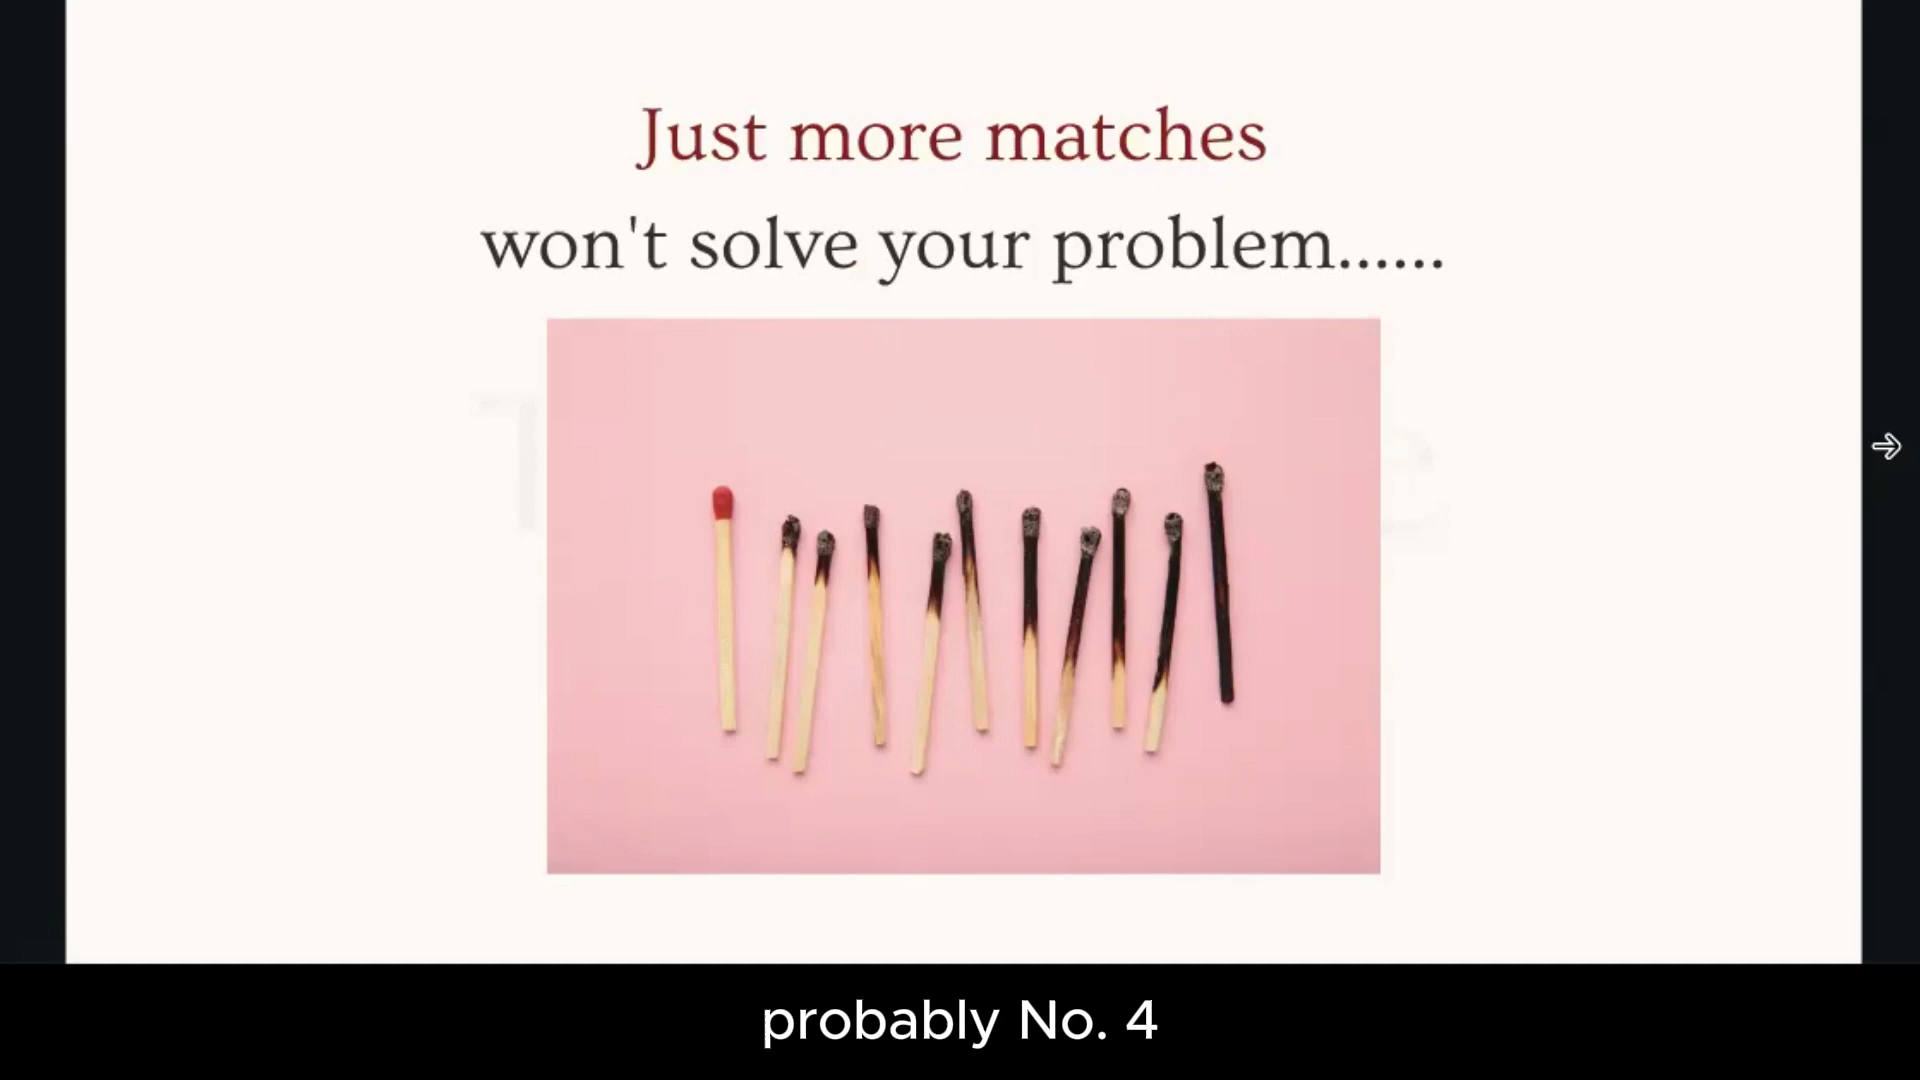 Just more matches
won't solve your problem......
probably No. 4